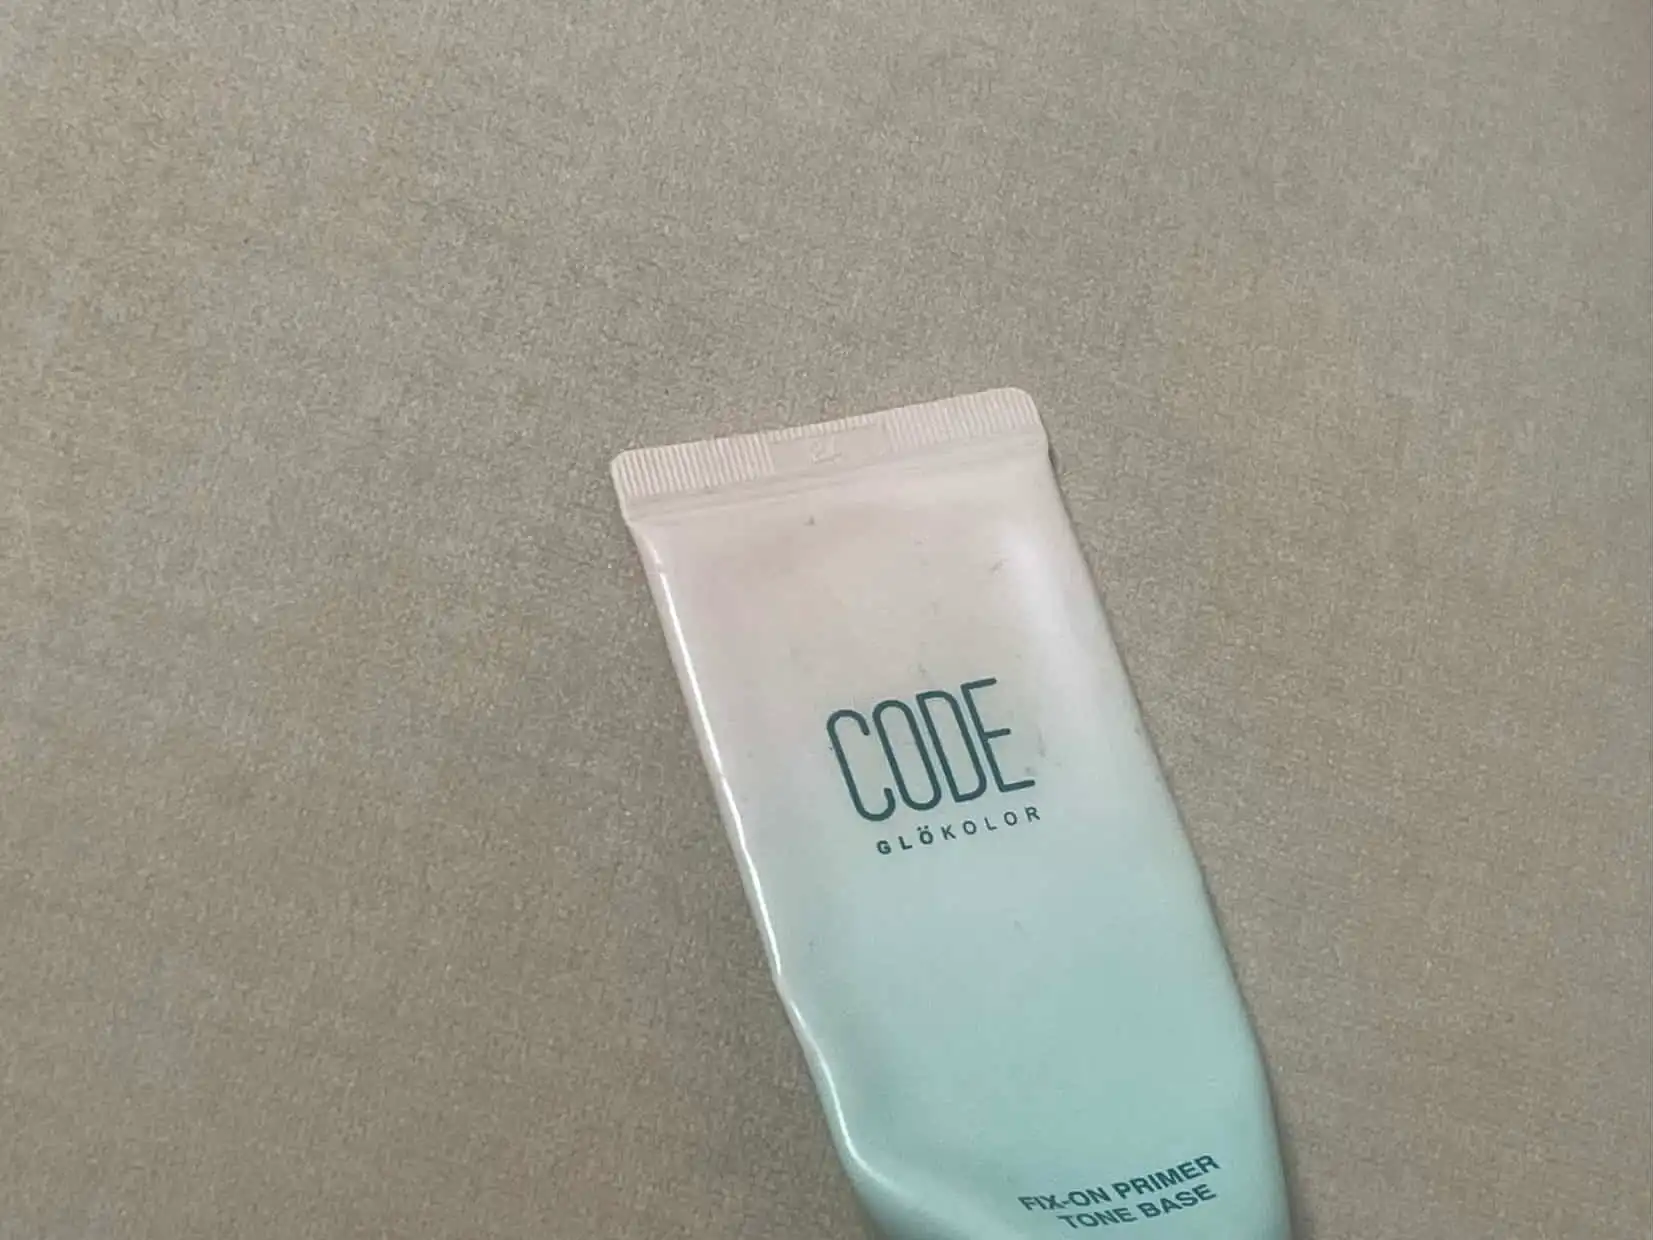 CODE
GLÖKOLOR
FIX-ON PRIMER
TONE BASE